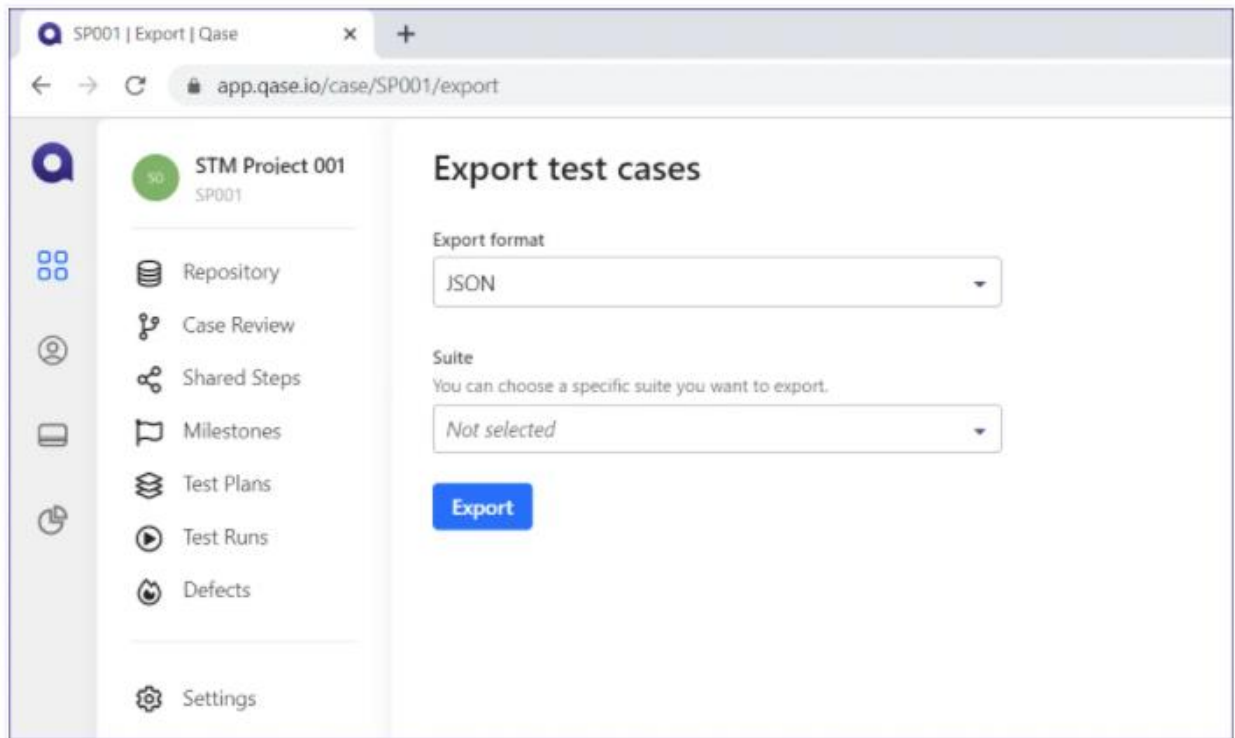 SP001 | Export | Qase
app.qase.io/case/SP001/export
SO
STM Project 001
SP001
Repository
Case Review
Shared Steps
Milestones
Test Plans
Test Runs
Defects
Settings
Export test cases
Export format
JSON
Suite
You can choose a specific suite you want to export.
Not selected
Export